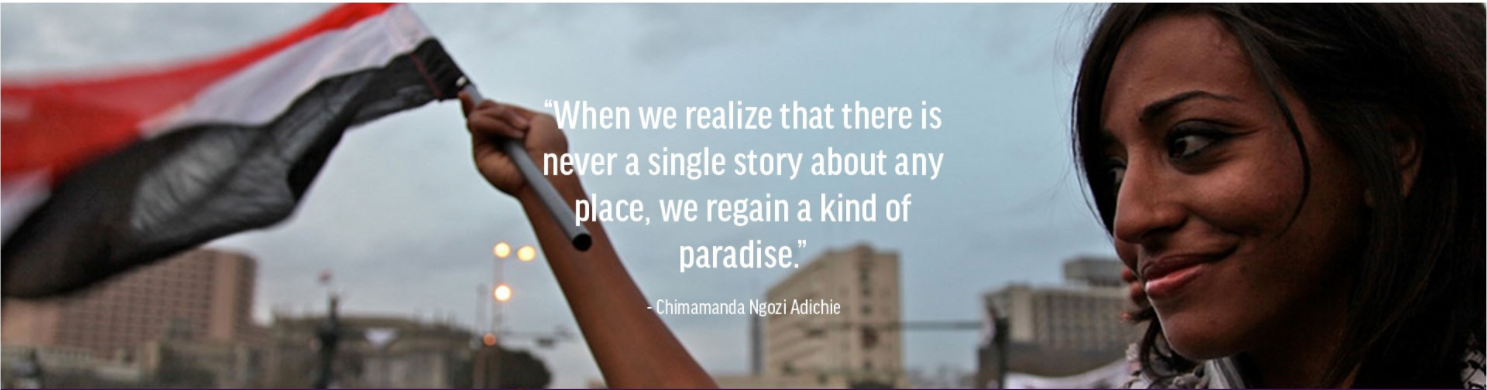 “When we realize that there is
never a single story about any
place, we regain a kind of
paradise.”
- Chimamanda Ngozi Adichie